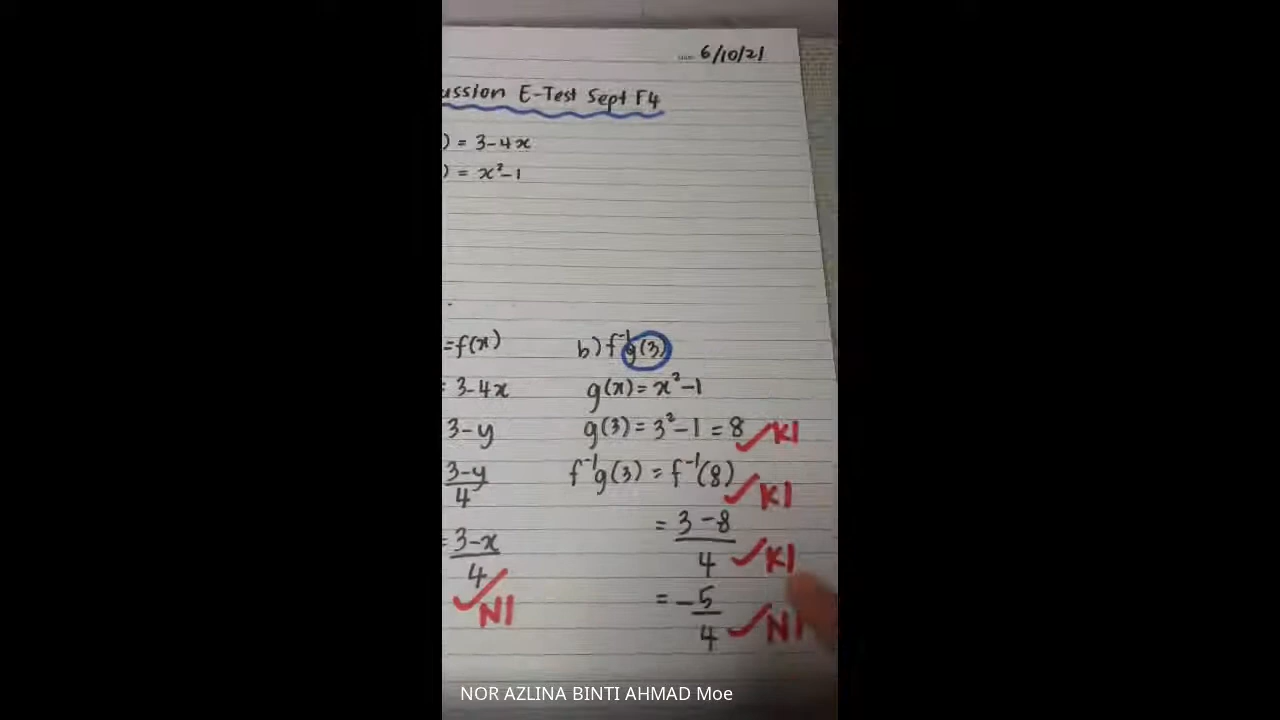 6/10/21
ussion E-Test Sept F4
) = 3-4x
) = x²-1
=f(x)
= 3-4x
3-y
3-y
4
= 3-x
4
✓N1
b) f⁻¹g(3)
g(x) = x²-1
g(3) = 3²-1 = 8 ✓K1
f⁻¹g(3) = f⁻¹(8) ✓K1
= 3-8
4 ✓K1
= -5
4 ✓N1
NOR AZLINA BINTI AHMAD Moe